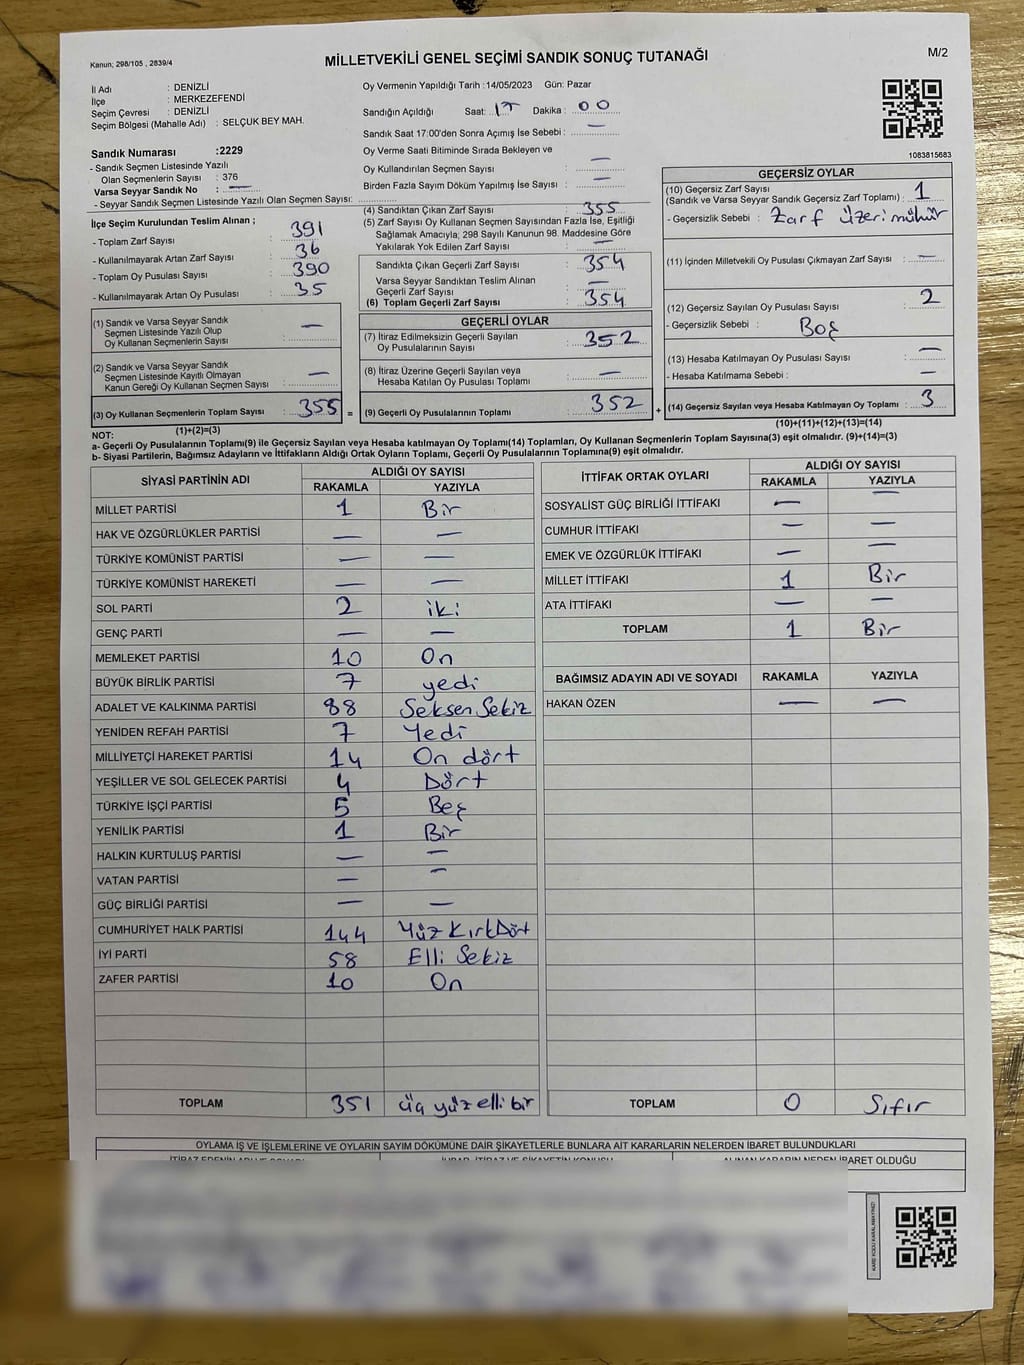 Kanun; 298/105 , 2839/4
MİLLETVEKİLİ GENEL SEÇİMİ SANDIK SONUÇ TUTANAĞI
M/2
İl Adı : DENİZLİ
İlçe : MERKEZEFENDİ
Seçim Çevresi : DENİZLİ
Seçim Bölgesi (Mahalle Adı) : SELÇUK BEY MAH.
Sandık Numarası :2229
- Sandık Seçmen Listesinde Yazılı
Olan Seçmenlerin Sayısı : 376
Varsa Seyyar Sandık No : —
- Seyyar Sandık Seçmen Listesinde Yazılı Olan Seçmen Sayısı:
Oy Vermenin Yapıldığı Tarih :14/05/2023 Gün: Pazar
Sandığın Açıldığı Saat: 17 Dakika : 00
Sandık Saat 17:00'den Sonra Açımış İse Sebebi : —
Oy Verme Saati Bitiminde Sırada Bekleyen ve
Oy Kullandırılan Seçmen Sayısı : —
Birden Fazla Sayım Döküm Yapılmış İse Sayısı : —
1083815683
İlçe Seçim Kurulundan Teslim Alınan ;
- Toplam Zarf Sayısı : 391
- Kullanılmayarak Artan Zarf Sayısı : 36
- Toplam Oy Pusulası Sayısı : 390
- Kullanılmayarak Artan Oy Pusulası : 35
(1) Sandık ve Varsa Seyyar Sandık
Seçmen Listesinde Yazılı Olup
Oy Kullanan Seçmenlerin Sayısı : —
(2) Sandık ve Varsa Seyyar Sandık
Seçmen Listesinde Kayıtlı Olmayan
Kanun Gereği Oy Kullanan Seçmen Sayısı : —
(3) Oy Kullanan Seçmenlerin Toplam Sayısı : 355 =
(1)+(2)=(3)
(4) Sandıktan Çıkan Zarf Sayısı : 355
(5) Zarf Sayısı Oy Kullanan Seçmen Sayısından Fazla İse, Eşitliği
Sağlamak Amacıyla; 298 Sayılı Kanunun 98. Maddesine Göre
Yakılarak Yok Edilen Zarf Sayısı : —
Sandıkta Çıkan Geçerli Zarf Sayısı : 354
Varsa Seyyar Sandıktan Teslim Alınan
Geçerli Zarf Sayısı : —
(6) Toplam Geçerli Zarf Sayısı : 354
GEÇERLİ OYLAR
(7) İtiraz Edilmeksizin Geçerli Sayılan
Oy Pusulalarının Sayısı : 352
(8) İtiraz Üzerine Geçerli Sayılan veya
Hesaba Katılan Oy Pusulası Toplamı : —
(9) Geçerli Oy Pusulalarının Toplamı : 352 +
GEÇERSİZ OYLAR
(10) Geçersiz Zarf Sayısı
(Sandık ve Varsa Seyyar Sandık Geçersiz Zarf Toplamı) : 1
- Geçersizlik Sebebi : Zarf üzeri mühür
(11) İçinden Milletvekili Oy Pusulası Çıkmayan Zarf Sayısı : —
(12) Geçersiz Sayılan Oy Pusulası Sayısı : 2
- Geçersizlik Sebebi : Boş
(13) Hesaba Katılmayan Oy Pusulası Sayısı : —
- Hesaba Katılmama Sebebi : —
(14) Geçersiz Sayılan veya Hesaba Katılmayan Oy Toplamı : 3
(10)+(11)+(12)+(13)=(14)
NOT:
a- Geçerli Oy Pusulalarının Toplamı(9) ile Geçersiz Sayılan veya Hesaba katılmayan Oy Toplamı(14) Toplamları, Oy Kullanan Seçmenlerin Toplam Sayısına(3) eşit olmalıdır. (9)+(14)=(3)
b- Siyasi Partilerin, Bağımsız Adayların ve İttifakların Aldığı Ortak Oyların Toplamı, Geçerli Oy Pusulalarının Toplamına(9) eşit olmalıdır.
SİYASİ PARTİNİN ADI ALDIĞI OY SAYISI
RAKAMLA YAZIYLA
MİLLET PARTİSİ 1 Bir
HAK VE ÖZGÜRLÜKLER PARTİSİ — —
TÜRKİYE KOMÜNİST PARTİSİ — —
TÜRKİYE KOMÜNİST HAREKETİ — —
SOL PARTİ 2 iki
GENÇ PARTİ — —
MEMLEKET PARTİSİ 10 On
BÜYÜK BİRLİK PARTİSİ 7 yedi
ADALET VE KALKINMA PARTİSİ 88 Seksen Sekiz
YENİDEN REFAH PARTİSİ 7 Yedi
MİLLİYETÇİ HAREKET PARTİSİ 14 On dört
YEŞİLLER VE SOL GELECEK PARTİSİ 4 Dört
TÜRKİYE İŞÇİ PARTİSİ 5 Beş
YENİLİK PARTİSİ 1 Bir
HALKIN KURTULUŞ PARTİSİ — —
VATAN PARTİSİ — —
GÜÇ BİRLİĞİ PARTİSİ — —
CUMHURİYET HALK PARTİSİ 144 Yüz KırkDört
İYİ PARTİ 58 Elli Sekiz
ZAFER PARTİSİ 10 On
TOPLAM 351 üç yüz elli bir
İTTİFAK ORTAK OYLARI ALDIĞI OY SAYISI
RAKAMLA YAZIYLA
SOSYALİST GÜÇ BİRLİĞİ İTTİFAKI — —
CUMHUR İTTİFAKI — —
EMEK VE ÖZGÜRLÜK İTTİFAKI — —
MİLLET İTTİFAKI 1 Bir
ATA İTTİFAKI — —
TOPLAM 1 Bir
BAĞIMSIZ ADAYIN ADI VE SOYADI RAKAMLA YAZIYLA
HAKAN ÖZEN — —
TOPLAM 0 Sıfır
OYLAMA İŞ VE İŞLEMLERİNE VE OYLARIN SAYIM DÖKÜMÜNE DAİR ŞİKAYETLERLE BUNLARA AİT KARARLARIN NELERDEN İBARET BULUNDUKLARI
ALINAN KARARIN NEDEN İBARET OLDUĞU
KARE KODU KARALAMAYINIZ!